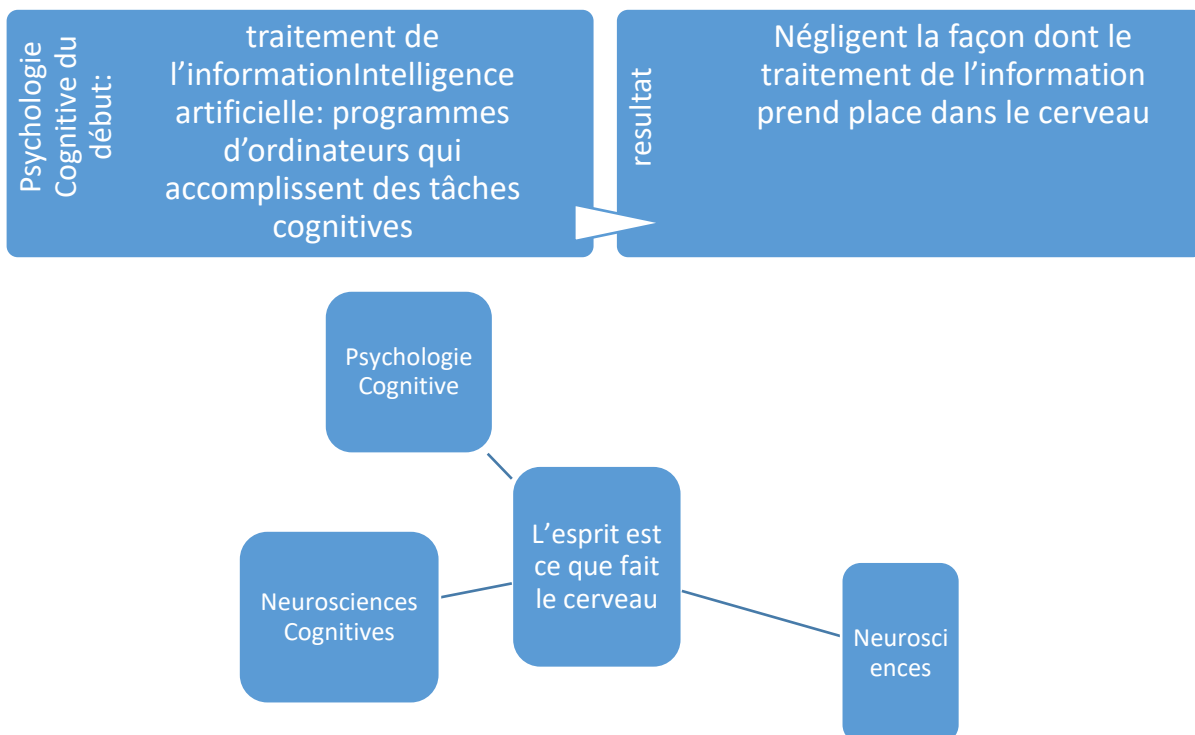 Psychologie
Cognitive du
début:
traitement de
l’informationIntelligence
artificielle: programmes
d’ordinateurs qui
accomplissent des tâches
cognitives
resultat
Négligent la façon dont le
traitement de l’information
prend place dans le cerveau
Psychologie
Cognitive
L’esprit est
ce que fait
le cerveau
Neurosciences
Cognitives
Neurosci
ences